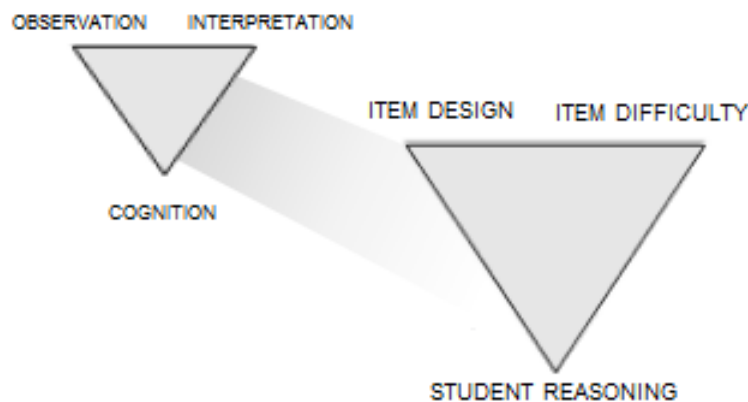 OBSERVATION INTERPRETATION
ITEM DESIGN ITEM DIFFICULTY
COGNITION
STUDENT REASONING